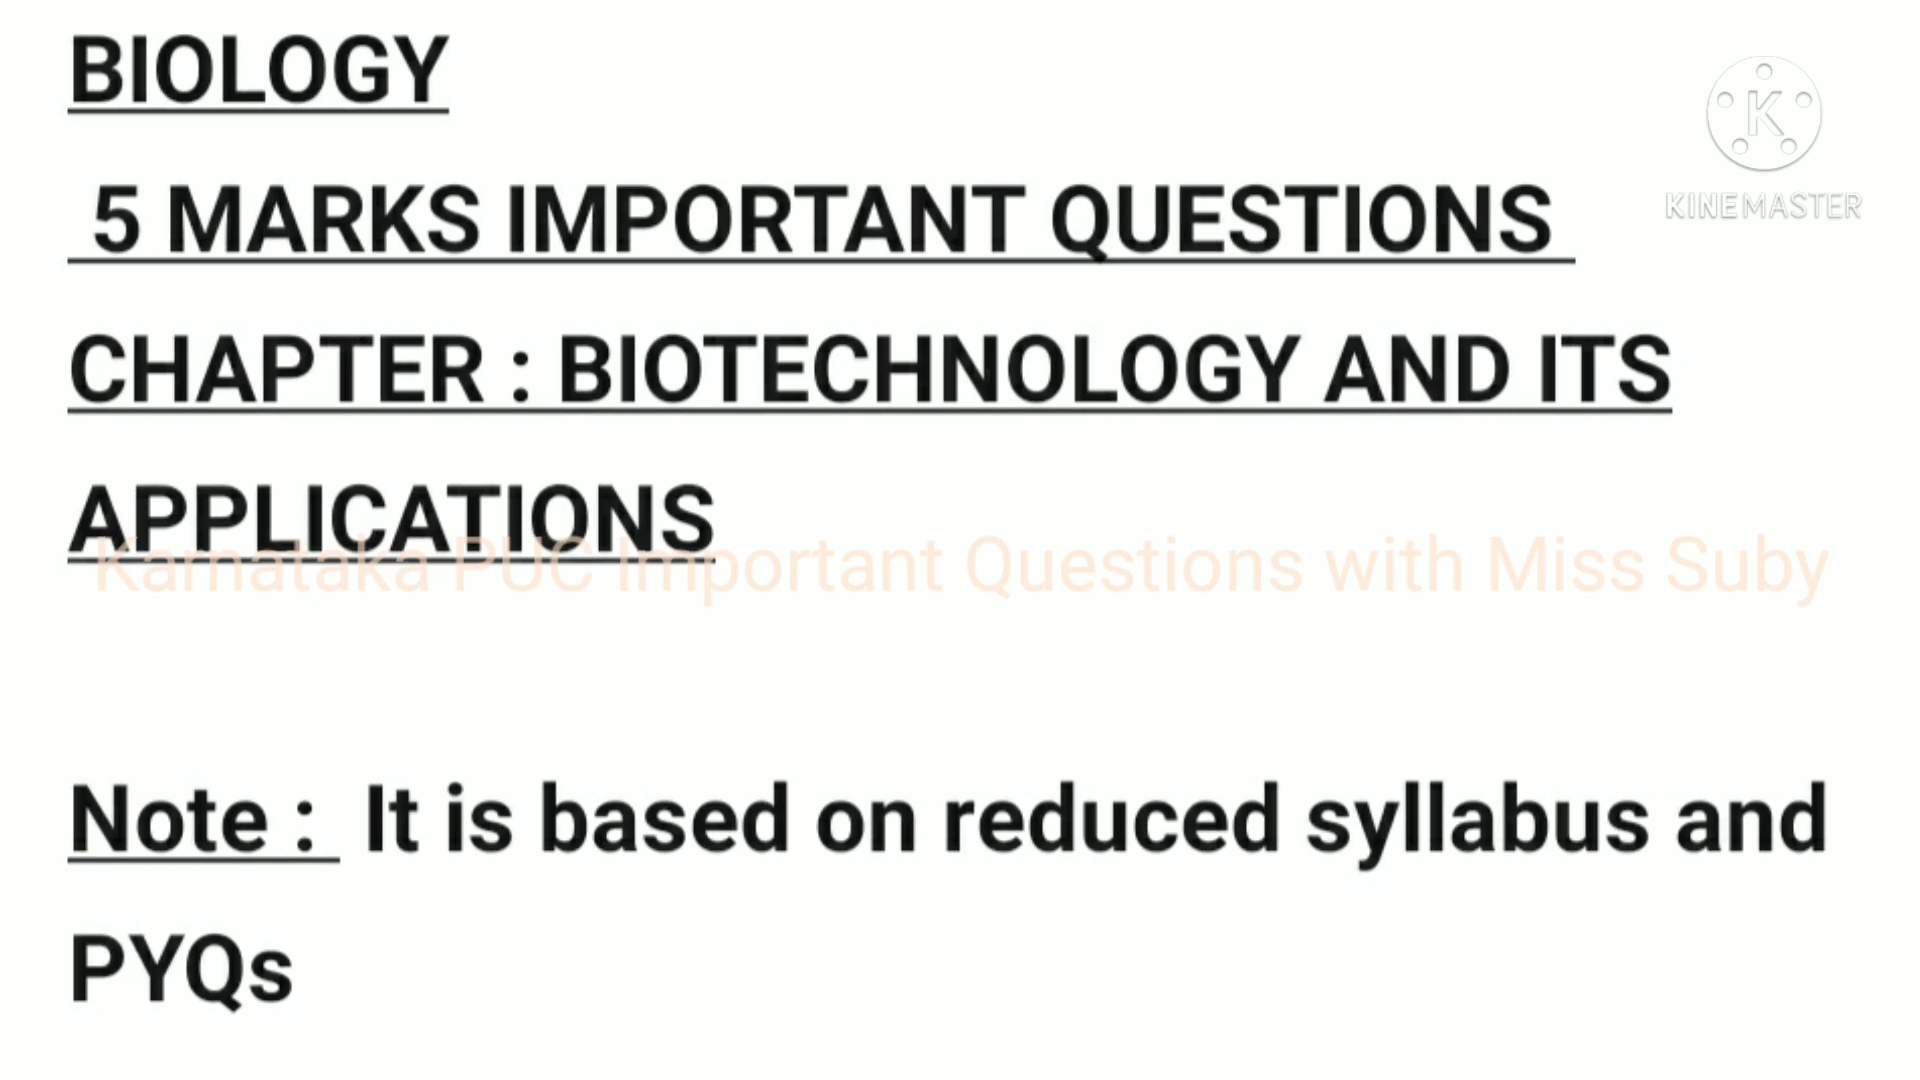 BIOLOGY
K
KINEMASTER
5 MARKS IMPORTANT QUESTIONS
CHAPTER : BIOTECHNOLOGY AND ITS
APPLICATIONS
Karnataka PUC Important Questions with Miss Suby
Note : It is based on reduced syllabus and
PYQs